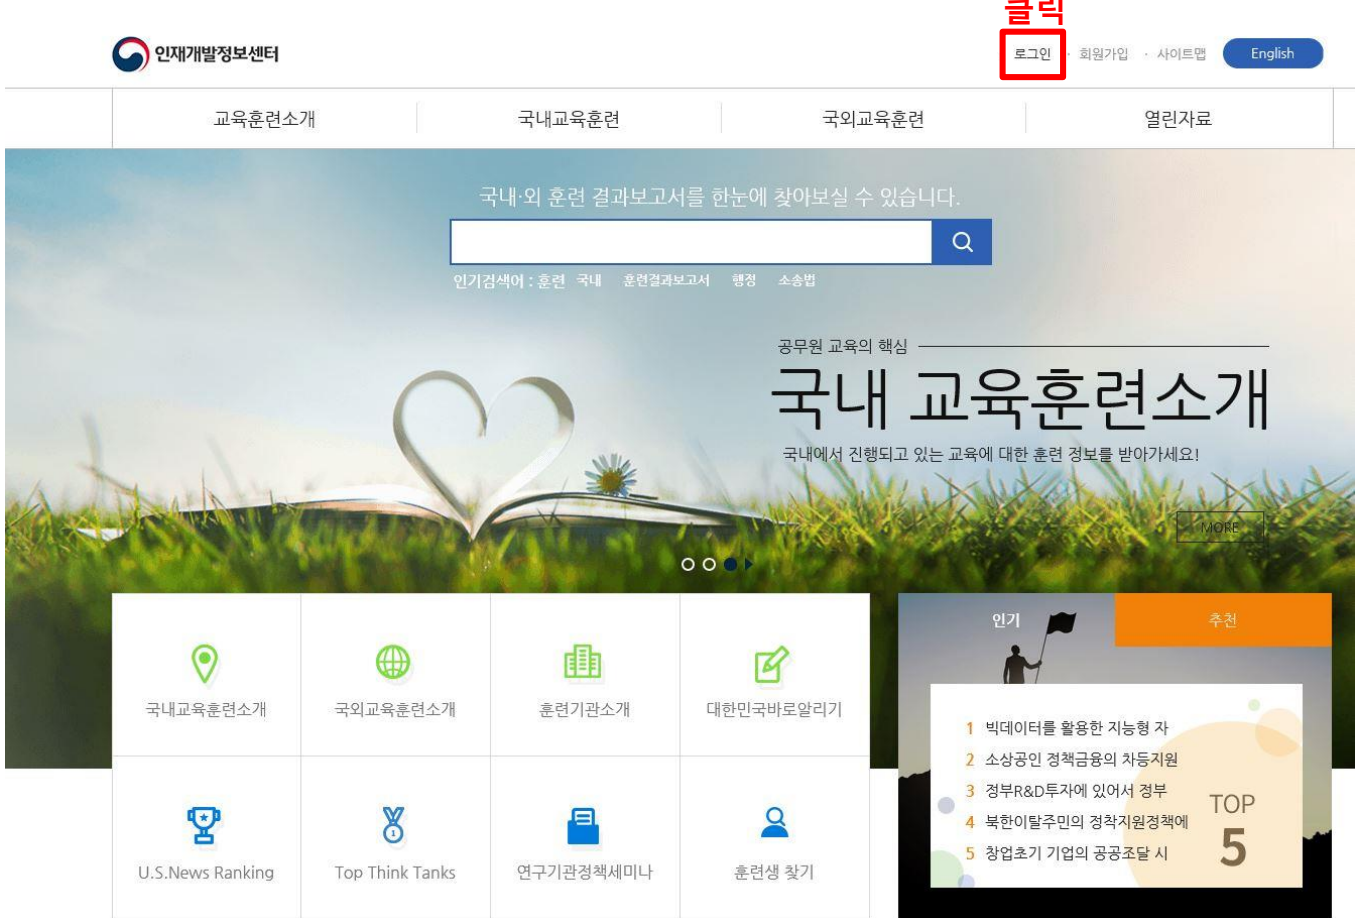 클릭
인재개발정보센터
로그인 · 회원가입 · 사이트맵 English
교육훈련소개 국내교육훈련 국외교육훈련 열린자료
국내·외 훈련 결과보고서를 한눈에 찾아보실 수 있습니다.
인기검색어 : 훈련 국내 훈련결과보고서 행정 소송법
공무원 교육의 핵심
국내 교육훈련소개
국내에서 진행되고 있는 교육에 대한 훈련 정보를 받아가세요!
MORE
인기 추천
국내교육훈련소개 국외교육훈련소개 훈련기관소개 대한민국바로알리기
1 빅데이터를 활용한 지능형 자
2 소상공인 정책금융의 차등지원
3 정부R&D투자에 있어서 정부
4 북한이탈주민의 정착지원정책에
5 창업초기 기업의 공공조달 시
TOP
5
1
U.S.News Ranking Top Think Tanks 연구기관정책세미나 훈련생 찾기